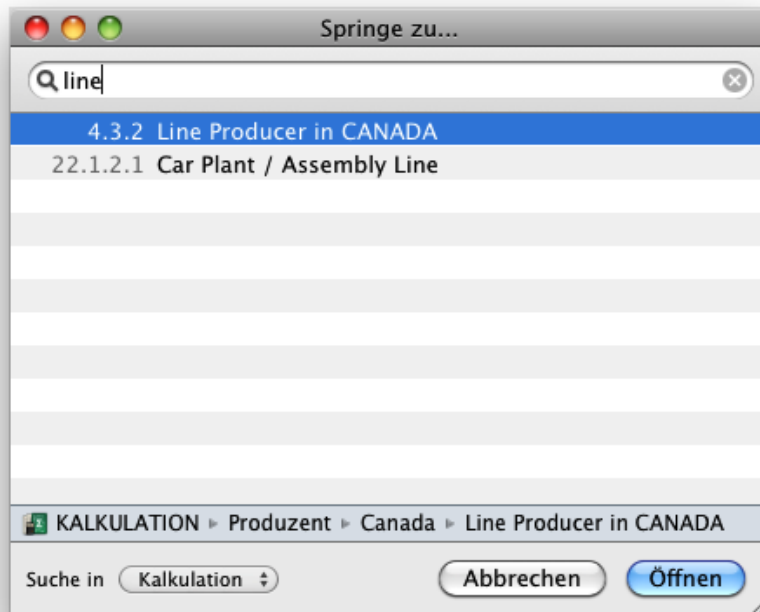 Springe zu...
line
4.3.2 Line Producer in CANADA
22.1.2.1 Car Plant / Assembly Line
KALKULATION ▸ Produzent ▸ Canada ▸ Line Producer in CANADA
Suche in Kalkulation Abbrechen Öffnen